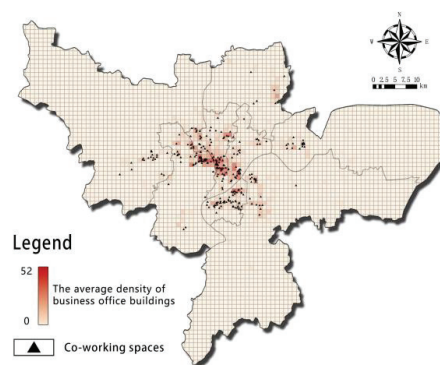 N
W E
S
0 2.5 5 7.5 10
km
Legend
52
The average density of
business office buildings
0
Co-working spaces